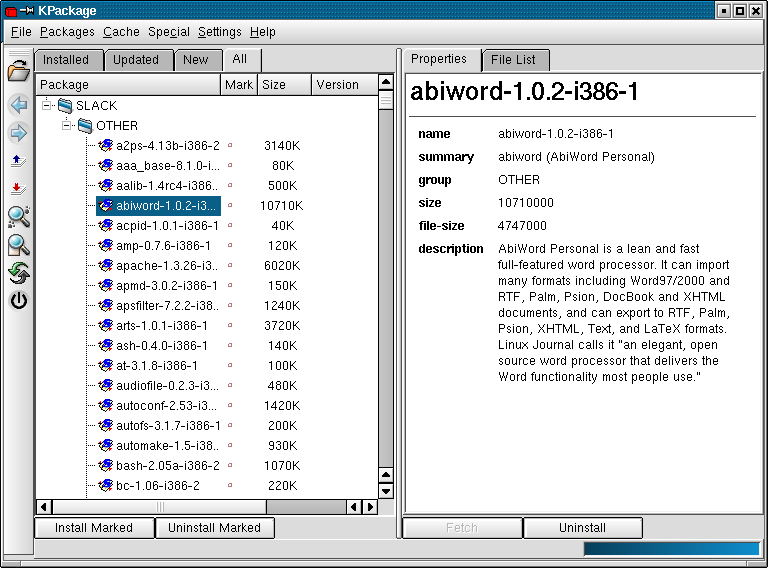 KPackage
File Packages Cache Special Settings Help
Installed Updated New All
Package Mark Size Version
SLACK
OTHER
a2ps-4.13b-i386-2 3140K
aaa_base-8.1.0-i... 80K
aalib-1.4rc4-i386... 500K
abiword-1.0.2-i3... 10710K
acpid-1.0.1-i386-1 40K
amp-0.7.6-i386-1 120K
apache-1.3.26-i3... 6020K
apmd-3.0.2-i386-1 150K
apsfilter-7.2.2-i38... 1240K
arts-1.0.1-i386-1 3720K
ash-0.4.0-i386-1 140K
at-3.1.8-i386-1 100K
audiofile-0.2.3-i3... 480K
autoconf-2.53-i3... 1420K
autofs-3.1.7-i386-1 200K
automake-1.5-i38... 930K
bash-2.05a-i386-2 1070K
bc-1.06-i386-2 220K
Install Marked Uninstall Marked
Properties File List
abiword-1.0.2-i386-1
name abiword-1.0.2-i386-1
summary abiword (AbiWord Personal)
group OTHER
size 10710000
file-size 4747000
description AbiWord Personal is a lean and fast
full-featured word processor. It can import
many formats including Word97/2000 and
RTF, Palm, Psion, DocBook and XHTML
documents, and can export to RTF, Palm,
Psion, XHTML, Text, and LaTeX formats.
Linux Journal calls it "an elegant, open
source word processor that delivers the
Word functionality most people use."
Fetch Uninstall